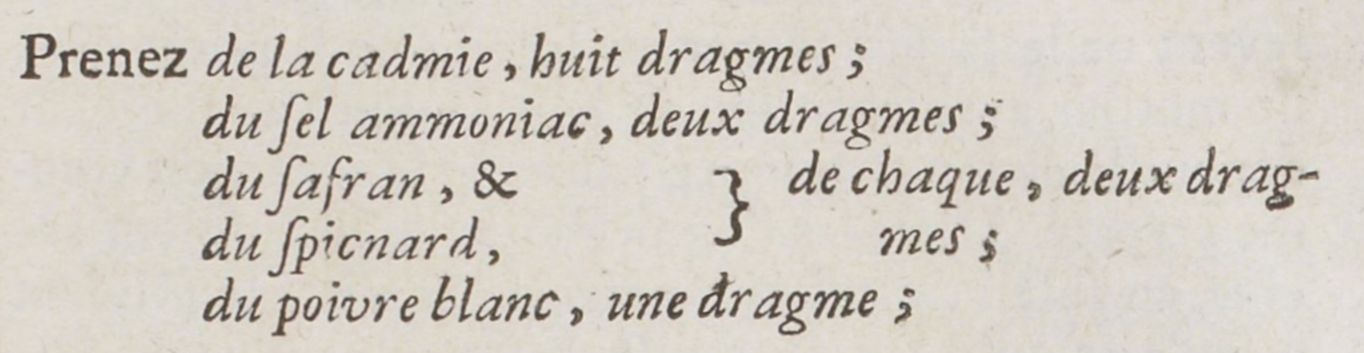 Prenez de la cadmie, huit dragmes;
du ſel ammoniac, deux dragmes;
du ſafran, & } de chaque, deux drag-
du ſpicnard, mes;
du poivre blanc, une dragme;